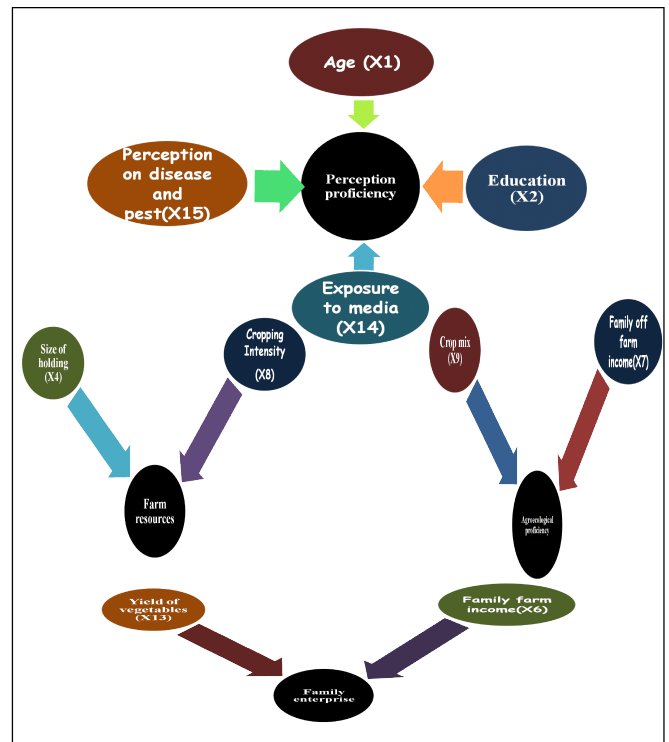 Age (X1)
Perception
on disease
and
pest(X15)
Perception
proficiency
Education
(X2)
Exposure
to media
(X14)
Size of
holding
(X4)
Cropping
Intensity
(X8)
Crop mix
(X9)
Family off
farm
income(X7)
Farm
resources
Agroecological
proficiency
Yield of
vegetables
(X13)
Family farm
income(X6)
Family
enterprise